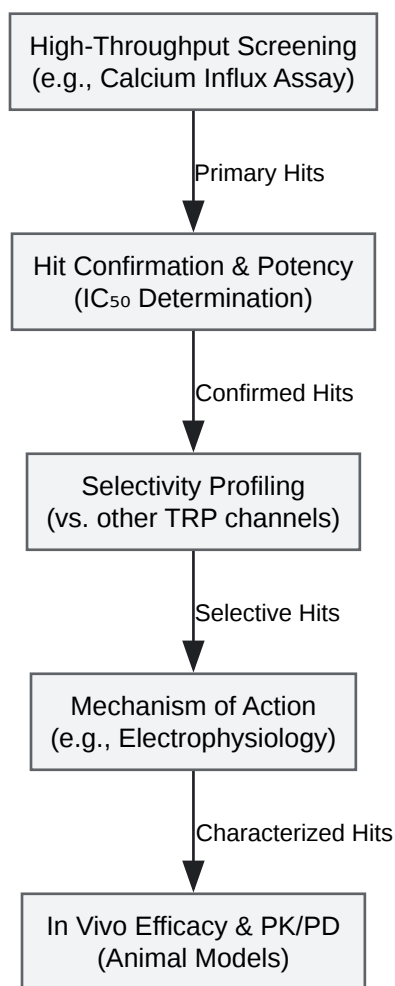 High-Throughput Screening
(e.g., Calcium Influx Assay)
Primary Hits
Hit Confirmation & Potency
(IC₅₀ Determination)
Confirmed Hits
Selectivity Profiling
(vs. other TRP channels)
Selective Hits
Mechanism of Action
(e.g., Electrophysiology)
Characterized Hits
In Vivo Efficacy & PK/PD
(Animal Models)